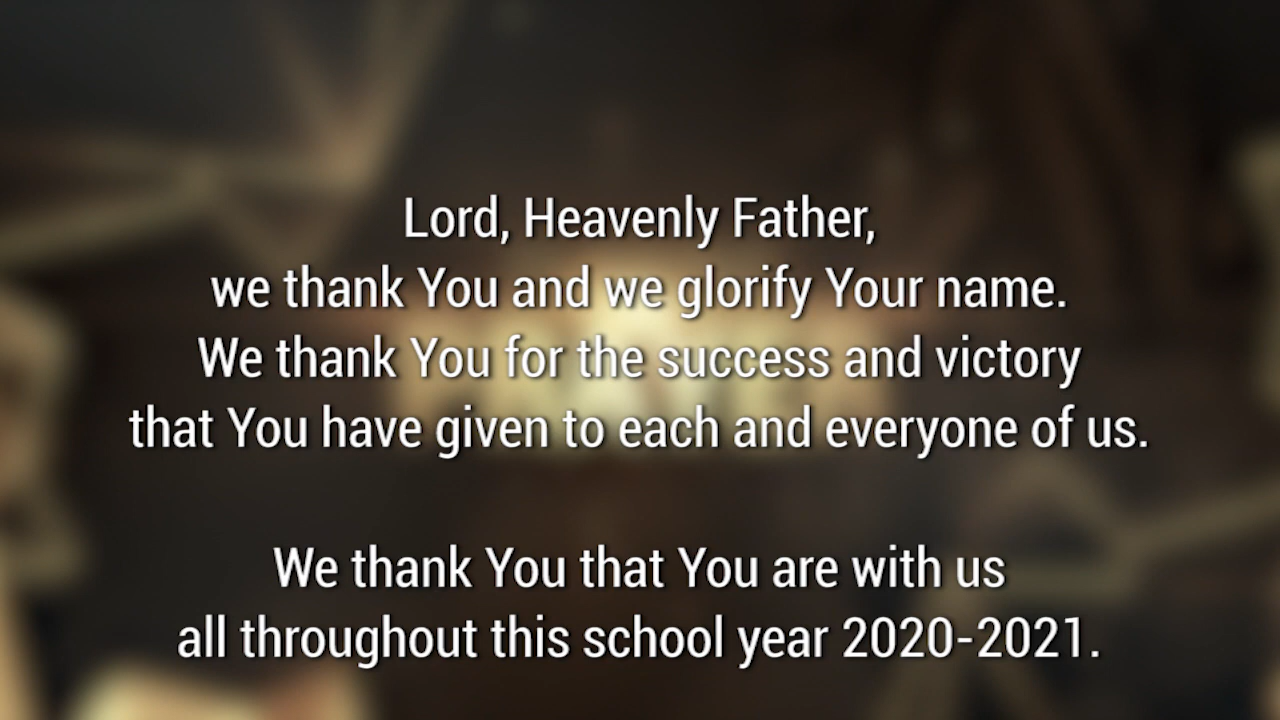 Lord, Heavenly Father,
we thank You and we glorify Your name.
We thank You for the success and victory
that You have given to each and everyone of us.
We thank You that You are with us
all throughout this school year 2020-2021.